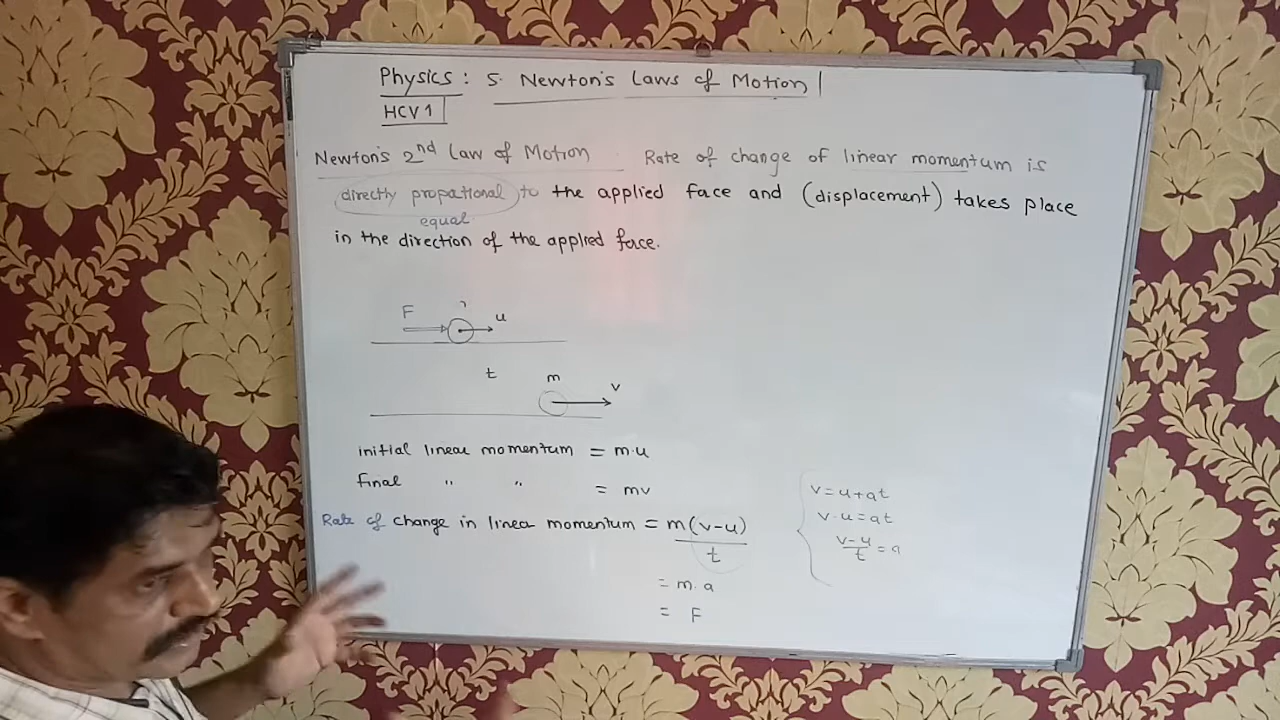 Physics: 5. Newton's Laws of Motion
HCV 1
Newton's 2nd Law of Motion. Rate of change of linear momentum is
directly propational to the applied face and (displacement) takes place
equal
in the direction of the applied face.
F
u
t
m
v
initial linear momentum = m.u
final " " = mv
Rate of change in linear momentum = m(v-u)
t
= m.a
= F
v=u+at
v-u=at
v-u
t
=a